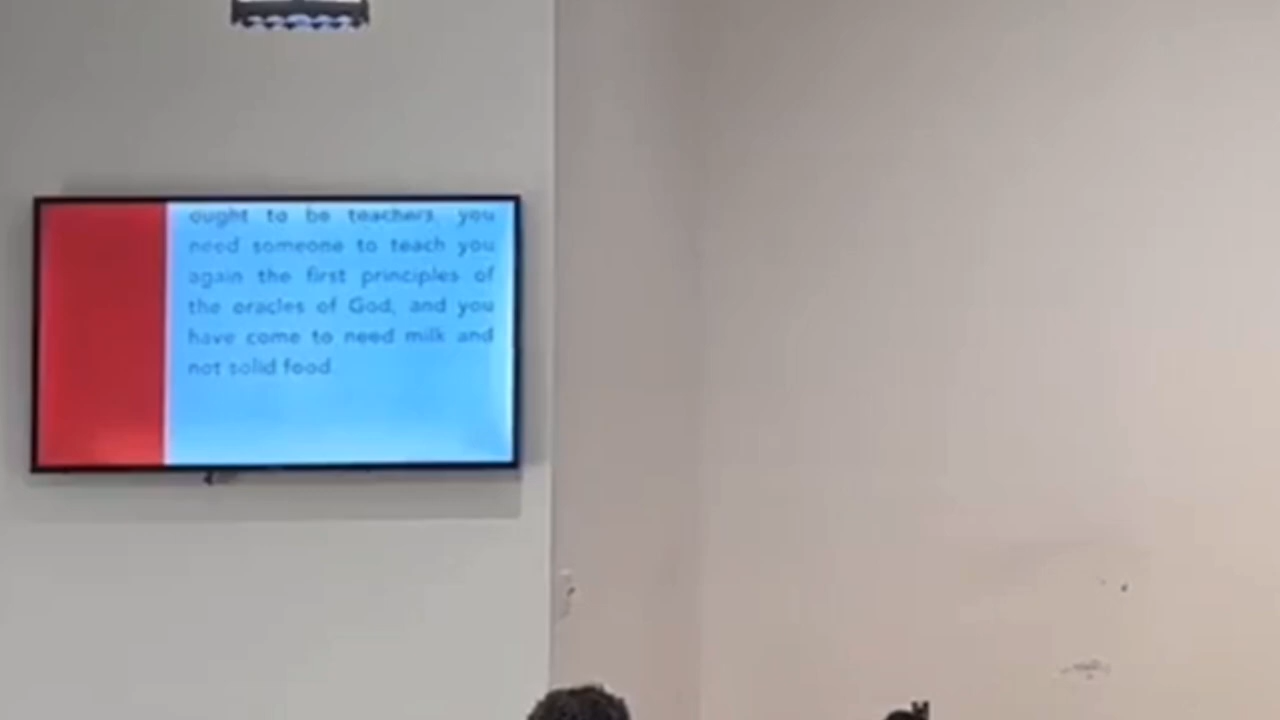 ought to be teachers, you
need someone to teach you
again the first principles of
the oracles of God, and you
have come to need milk and
not solid food.